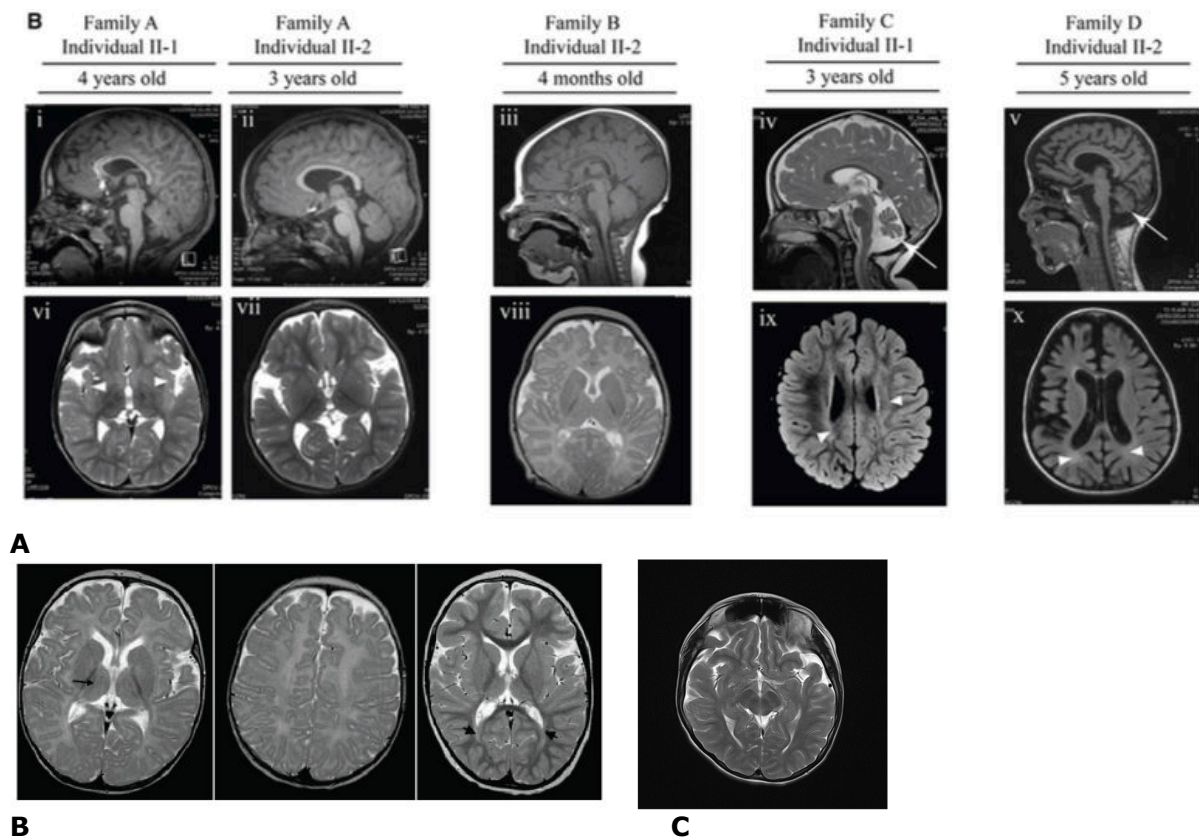 B
Family A
Individual II-1
4 years old
Family A
Individual II-2
3 years old
Family B
Individual II-2
4 months old
Family C
Individual II-1
3 years old
Family D
Individual II-2
5 years old
i
ii
iii
iv
v
vi
vii
viii
ix
x
A
B
C